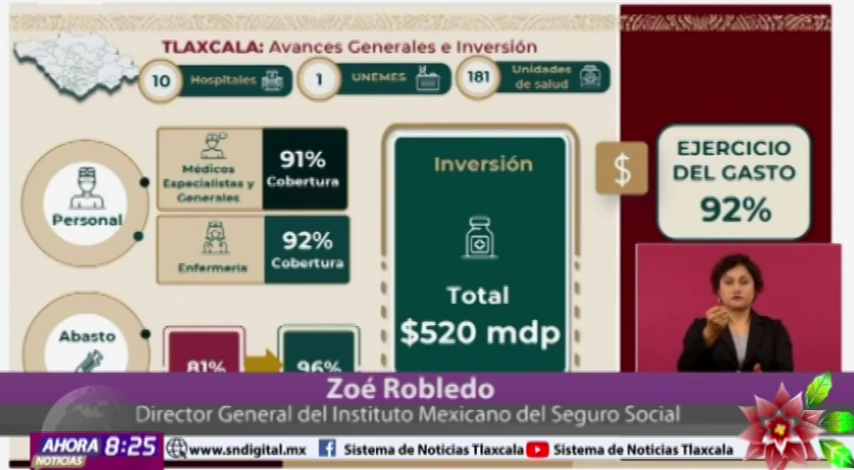 TLAXCALA: Avances Generales e Inversión
10 Hospitales
1 UNEMES
181 Unidades
de salud
Personal
Médicos
Especialistas y
Generales
91%
Cobertura
Enfermería
92%
Cobertura
Abasto
81%
96%
Inversión
Total
$520 mdp
$
EJERCICIO
DEL GASTO
92%
Zoé Robledo
Director General del Instituto Mexicano del Seguro Social
AHORA 8:25
NOTICIAS
www.sndigital.mx
Sistema de Noticias Tlaxcala
Sistema de Noticias Tlaxcala